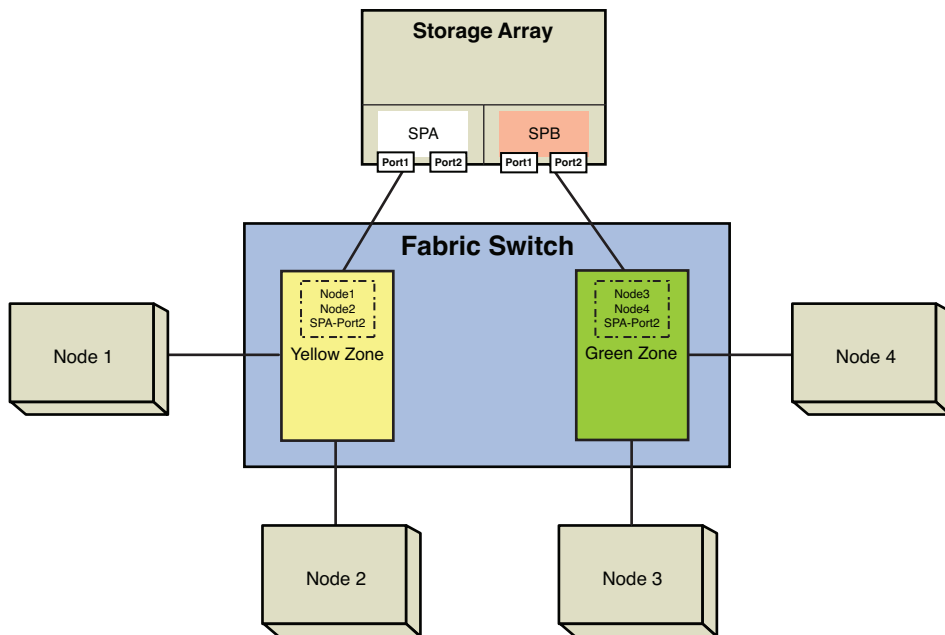 Storage Array
SPA
SPB
Port1
Port2
Port1
Port2
Fabric Switch
Node1
Node2
SPA-Port2
Yellow Zone
Node3
Node4
SPA-Port2
Green Zone
Node 1
Node 4
Node 2
Node 3